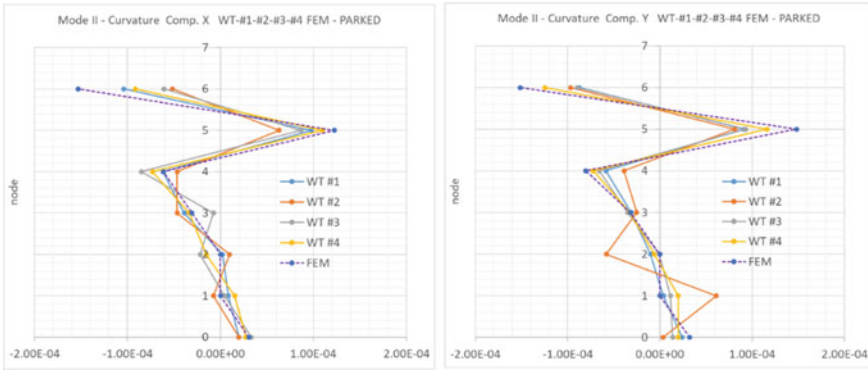 Mode II - Curvature Comp. X WT-#1-#2-#3-#4 FEM - PARKED
7
6
5
4
3
2
1
0
node
WT #1
WT #2
WT #3
WT #4
FEM
-2.00E-04 -1.00E-04 0.00E+00 1.00E-04 2.00E-04
Mode II - Curvature Comp. Y WT-#1-#2-#3-#4 FEM - PARKED
7
6
5
4
3
2
1
0
node
WT #1
WT #2
WT #3
WT #4
FEM
-2.00E-04 -1.00E-04 0.00E+00 1.00E-04 2.00E-04